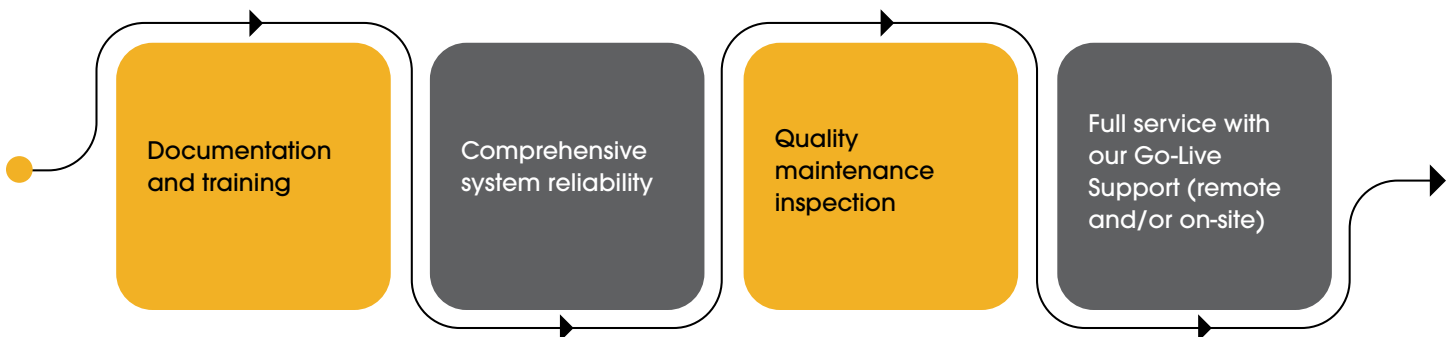 Documentation
and training
Comprehensive
system reliability
Quality
maintenance
inspection
Full service with
our Go-Live
Support (remote
and/or on-site)